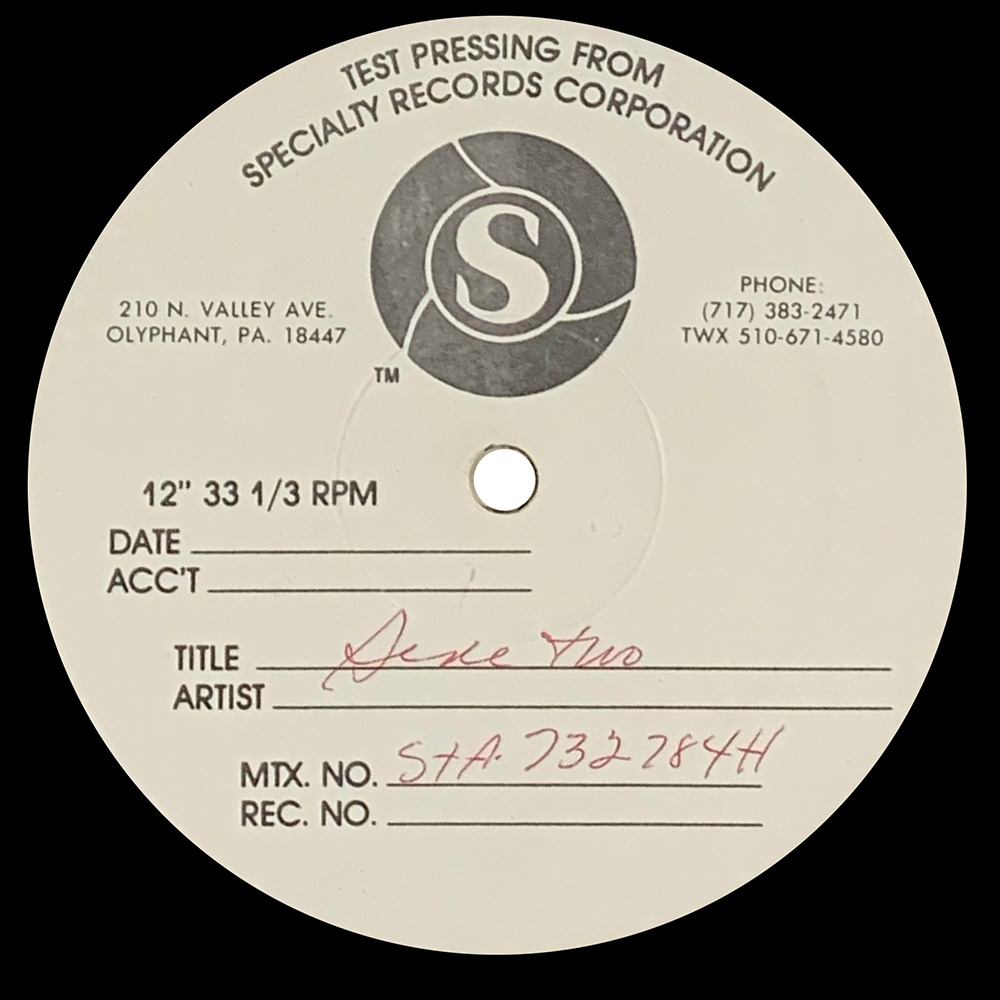 TEST PRESSING FROM
SPECIALTY RECORDS CORPORATION
S
TM
210 N. VALLEY AVE.
OLYPHANT, PA. 18447
PHONE:
(717) 383-2471
TWX 510-671-4580
12" 33 1/3 RPM
DATE
ACC'T
TITLE Side two
ARTIST
MTX. NO. StA. 732784H
REC. NO.